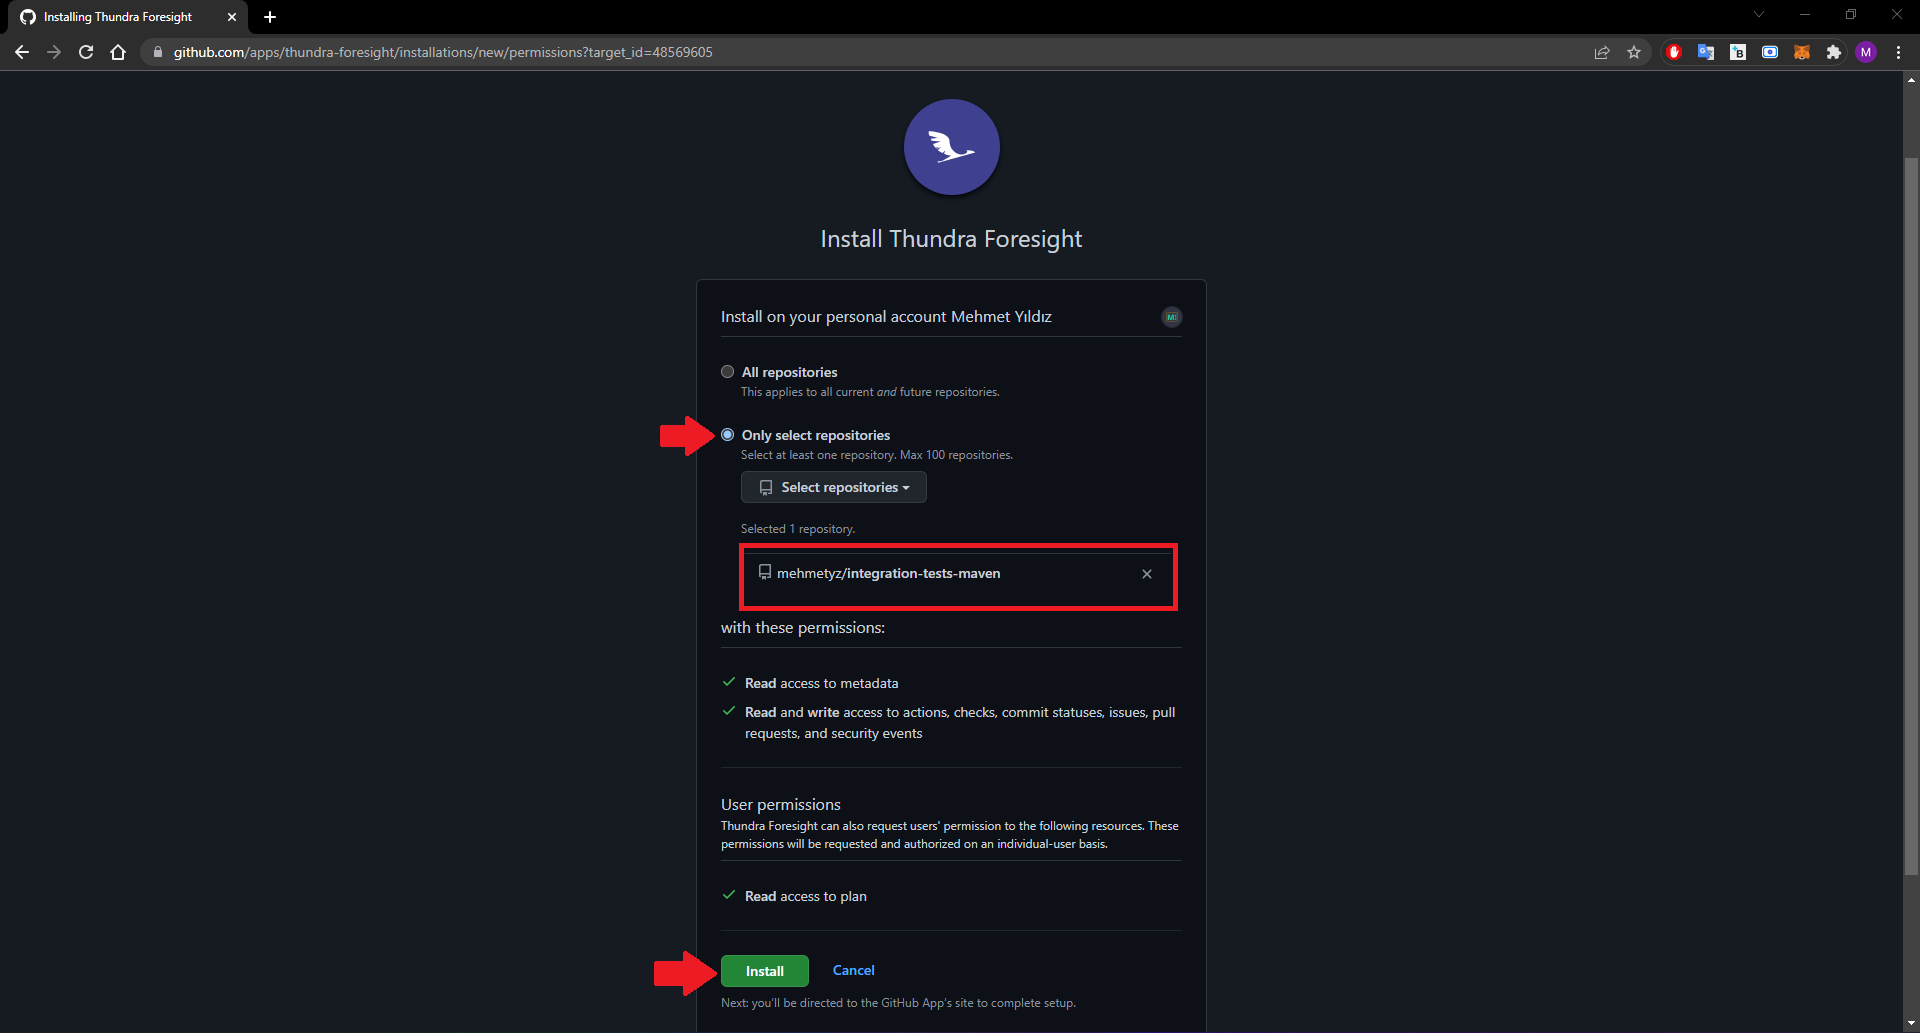 Installing Thundra Foresight
github.com/apps/thundra-foresight/installations/new/permissions?target_id=48569605
M
Install Thundra Foresight
Install on your personal account Mehmet Yıldız
All repositories
This applies to all current and future repositories.
Only select repositories
Select at least one repository. Max 100 repositories.
Select repositories
Selected 1 repository.
mehmetyz/integration-tests-maven
with these permissions:
Read access to metadata
Read and write access to actions, checks, commit statuses, issues, pull
requests, and security events
User permissions
Thundra Foresight can also request users' permission to the following resources. These
permissions will be requested and authorized on an individual-user basis.
Read access to plan
Install Cancel
Next: you'll be directed to the GitHub App's site to complete setup.